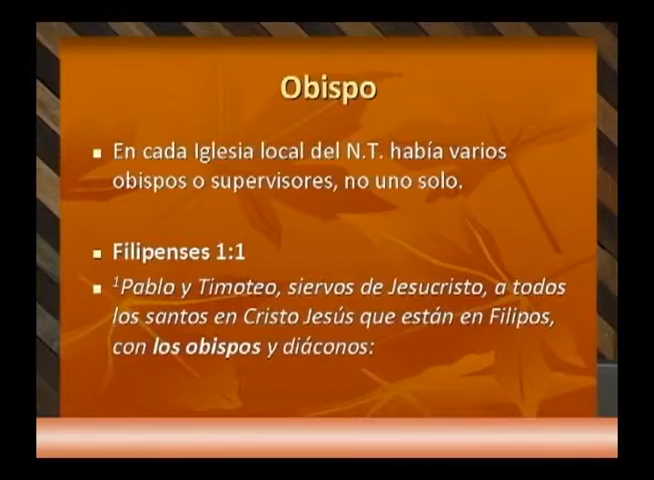 Obispo
En cada Iglesia local del N.T. había varios
obispos o supervisores, no uno solo.
Filipenses 1:1
¹Pablo y Timoteo, siervos de Jesucristo, a todos
los santos en Cristo Jesús que están en Filipos,
con los obispos y diáconos: